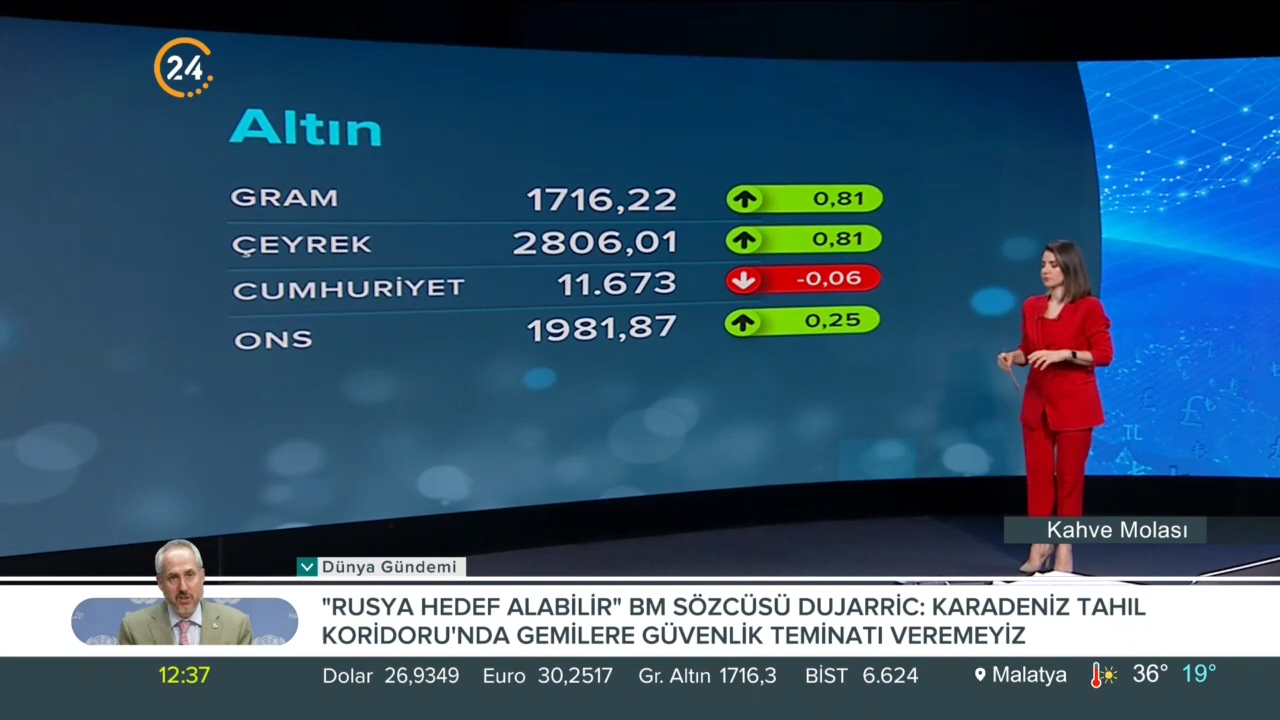 24
Altın
GRAM 1716,22 0,81
ÇEYREK 2806,01 0,81
CUMHURİYET 11.673 -0,06
ONS 1981,87 0,25
TL
Kahve Molası
Dünya Gündemi
"RUSYA HEDEF ALABİLİR" BM SÖZCÜSÜ DUJARRIC: KARADENİZ TAHIL
KORİDORU'NDA GEMİLERE GÜVENLİK TEMİNATI VEREMEYİZ
12:37 Dolar 26,9349 Euro 30,2517 Gr. Altın 1716,3 BİST 6.624 Malatya 36° 19°